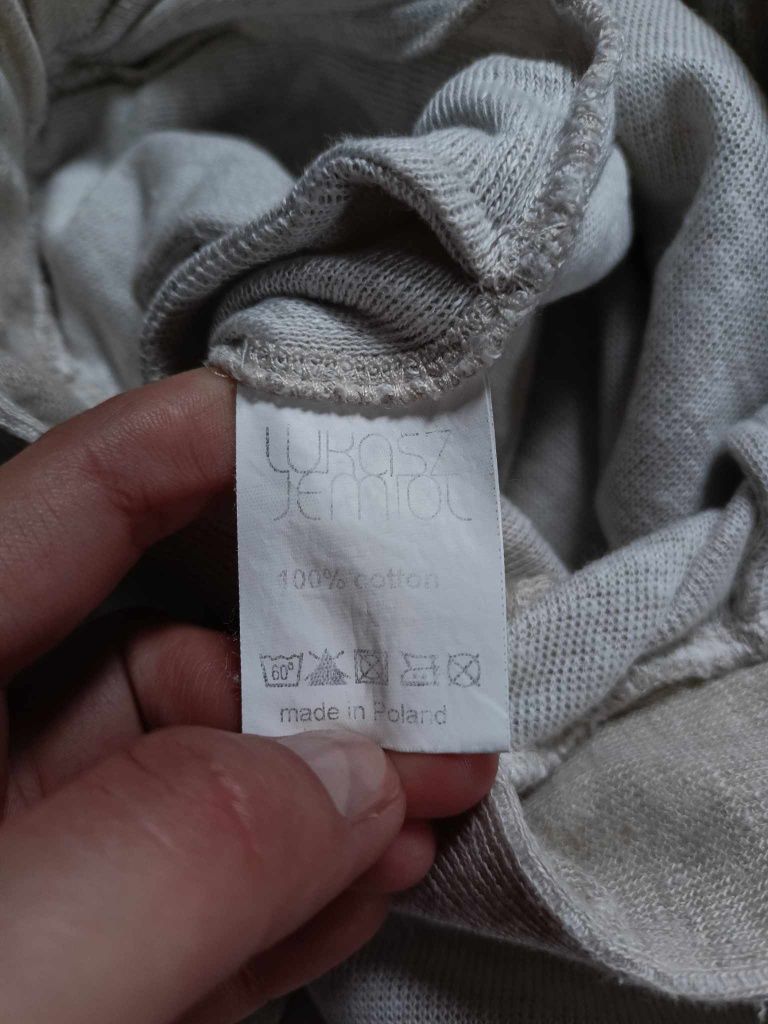 LUKASZ
JEMIOL
100% cotton
60°
made in Poland